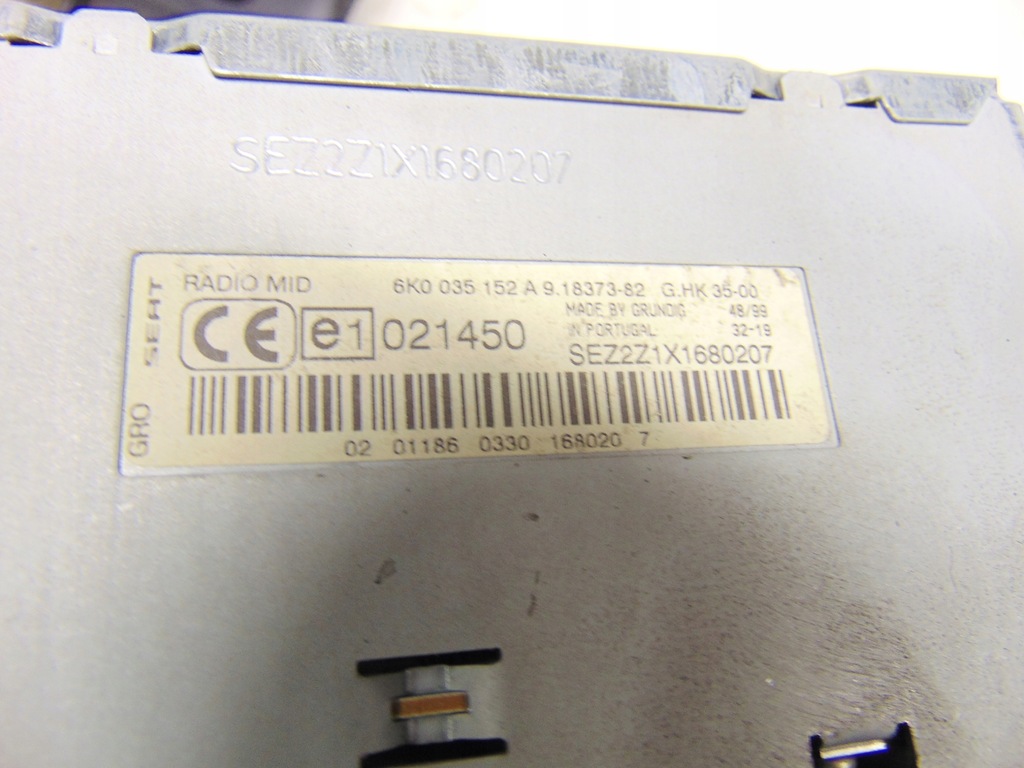 SEZ2Z1X1680207
RADIO MID 6K0 035 152 A 9.18373-82 G.HK 35-00
MADE BY GRUNDIG 48/99
IN PORTUGAL 32-19
CE e1 021450 SEZ2Z1X1680207
GRO SEAT
02 01186 0330 168020 7